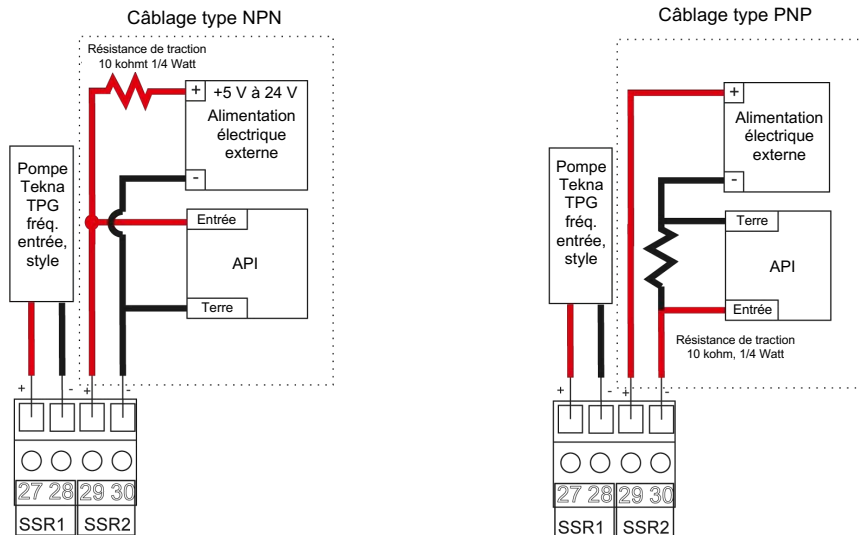 Câblage type NPN
Résistance de traction
10 kohmt 1/4 Watt
+ +5 V à 24 V
Alimentation
électrique
externe
-
Pompe
Tekna
TPG
fréq.
entrée,
style
Entrée
API
Terre
+ - + -
27 28 29 30
SSR1 SSR2
Câblage type PNP
+
Alimentation
électrique
externe
-
Pompe
Tekna
TPG
fréq.
entrée,
style
Terre
API
Entrée
Résistance de traction
10 kohm, 1/4 Watt
+ - + -
27 28 29 30
SSR1 SSR2